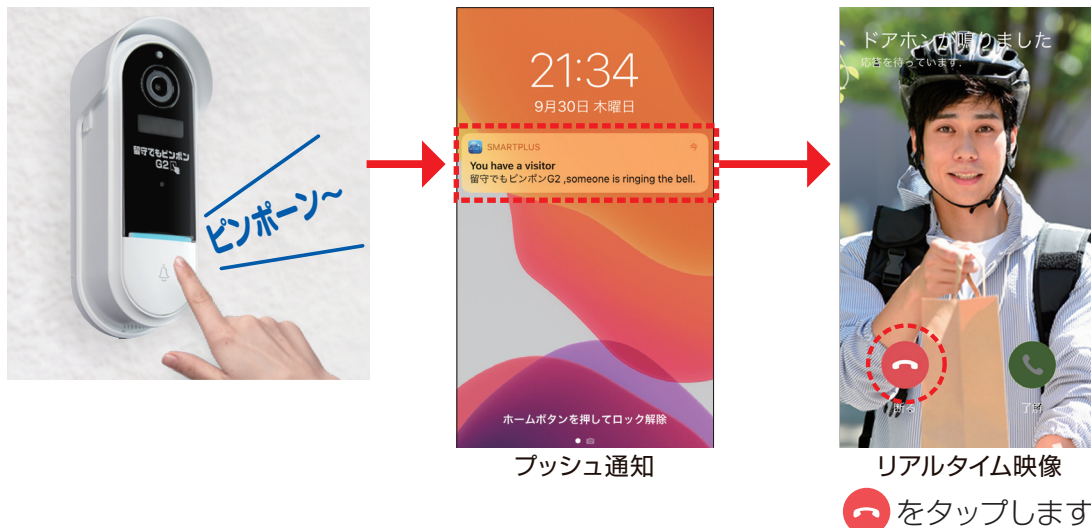 留守でもピンポン
G2
ピンポーン~
21:34
9月30日 木曜日
SMARTPLUS
今
You have a visitor
留守でもピンポンG2 ,someone is ringing the bell.
ホームボタンを押してロック解除
プッシュ通知
ドアホンが鳴りました
応答を待っています.
断る
了解
リアルタイム映像
をタップします